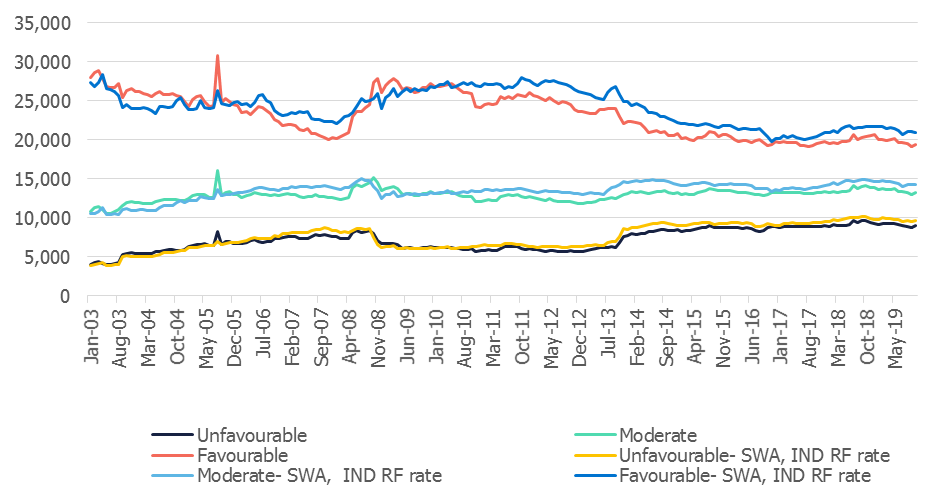 35,000
30,000
25,000
20,000
15,000
10,000
5,000
0
Jan-03
Aug-03
Mar-04
Oct-04
May-05
Dec-05
Jul-06
Feb-07
Sep-07
Apr-08
Nov-08
Jun-09
Jan-10
Aug-10
Mar-11
Oct-11
May-12
Dec-12
Jul-13
Feb-14
Sep-14
Apr-15
Nov-15
Jun-16
Jan-17
Aug-17
Mar-18
Oct-18
May-19
Unfavourable
Moderate
Favourable
Unfavourable- SWA, IND RF rate
Moderate- SWA, IND RF rate
Favourable- SWA, IND RF rate